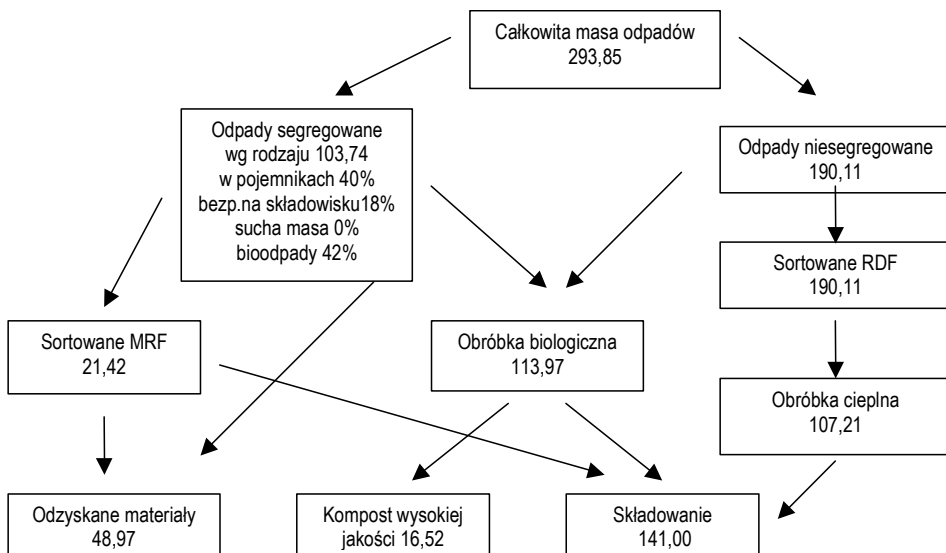 Całkowita masa odpadów
293,85
Odpady segregowane
wg rodzaju 103,74
w pojemnikach 40%
bezp.na składowisku18%
sucha masa 0%
bioodpady 42%
Odpady niesegregowane
190,11
Sortowane RDF
190,11
Sortowane MRF
21,42
Obróbka biologiczna
113,97
Obróbka cieplna
107,21
Odzyskane materiały
48,97
Kompost wysokiej
jakości 16,52
Składowanie
141,00